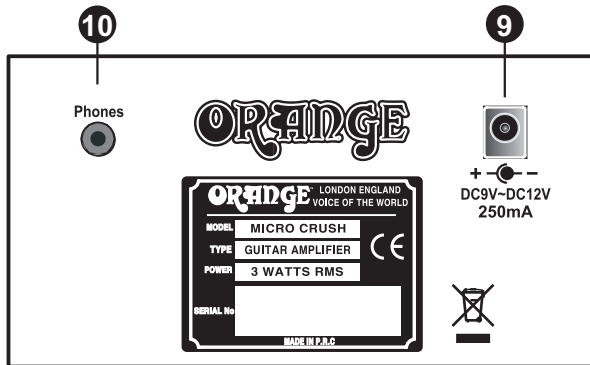 10
9
Phones
ORANGE
+ -
DC9V~DC12V
250mA
ORANGE™ LONDON ENGLAND
VOICE OF THE WORLD
MODEL MICRO CRUSH
TYPE GUITAR AMPLIFIER
POWER 3 WATTS RMS
CE
SERIAL No
MADE IN P.R.C